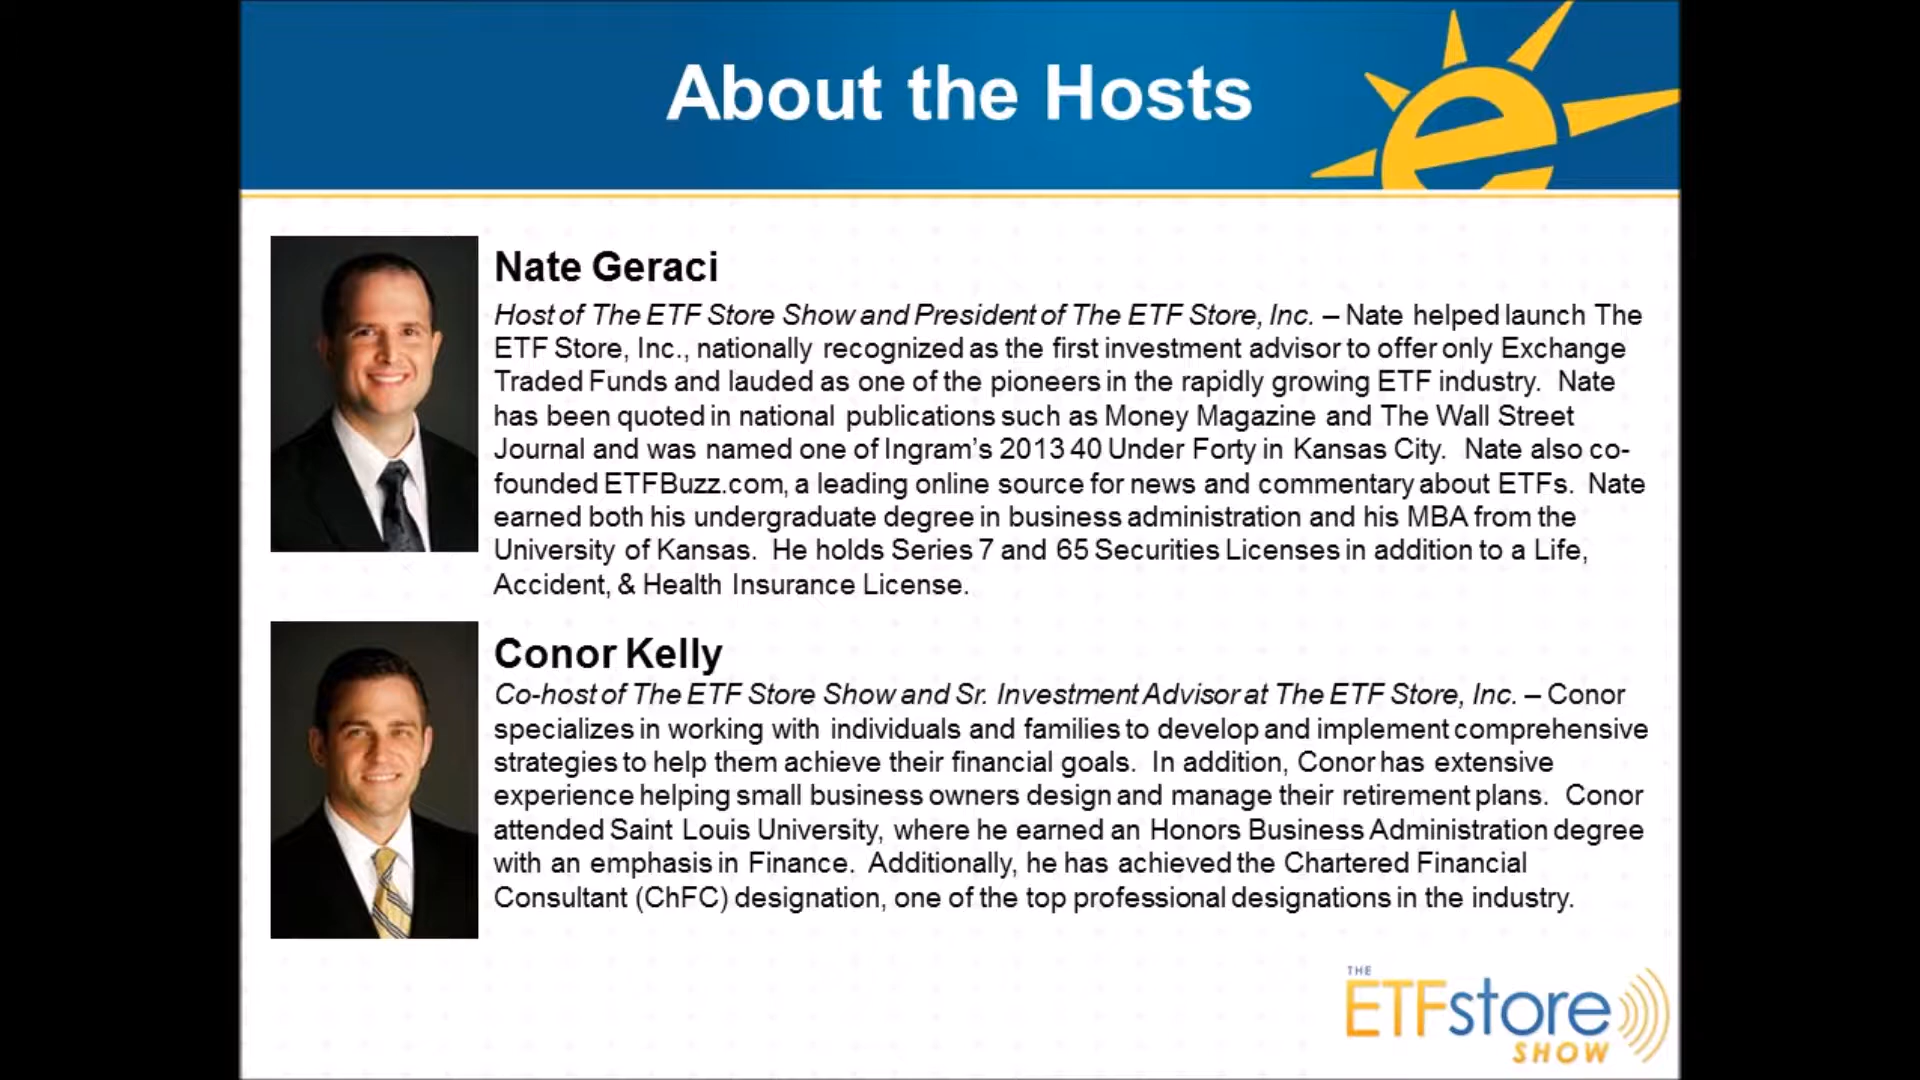 About the Hosts
Nate Geraci
Host of The ETF Store Show and President of The ETF Store, Inc. – Nate helped launch The
ETF Store, Inc., nationally recognized as the first investment advisor to offer only Exchange
Traded Funds and lauded as one of the pioneers in the rapidly growing ETF industry. Nate
has been quoted in national publications such as Money Magazine and The Wall Street
Journal and was named one of Ingram's 2013 40 Under Forty in Kansas City. Nate also co-
founded ETFBuzz.com, a leading online source for news and commentary about ETFs. Nate
earned both his undergraduate degree in business administration and his MBA from the
University of Kansas. He holds Series 7 and 65 Securities Licenses in addition to a Life,
Accident, & Health Insurance License.
Conor Kelly
Co-host of The ETF Store Show and Sr. Investment Advisor at The ETF Store, Inc. – Conor
specializes in working with individuals and families to develop and implement comprehensive
strategies to help them achieve their financial goals. In addition, Conor has extensive
experience helping small business owners design and manage their retirement plans. Conor
attended Saint Louis University, where he earned an Honors Business Administration degree
with an emphasis in Finance. Additionally, he has achieved the Chartered Financial
Consultant (ChFC) designation, one of the top professional designations in the industry.
THE
ETFstore
SHOW